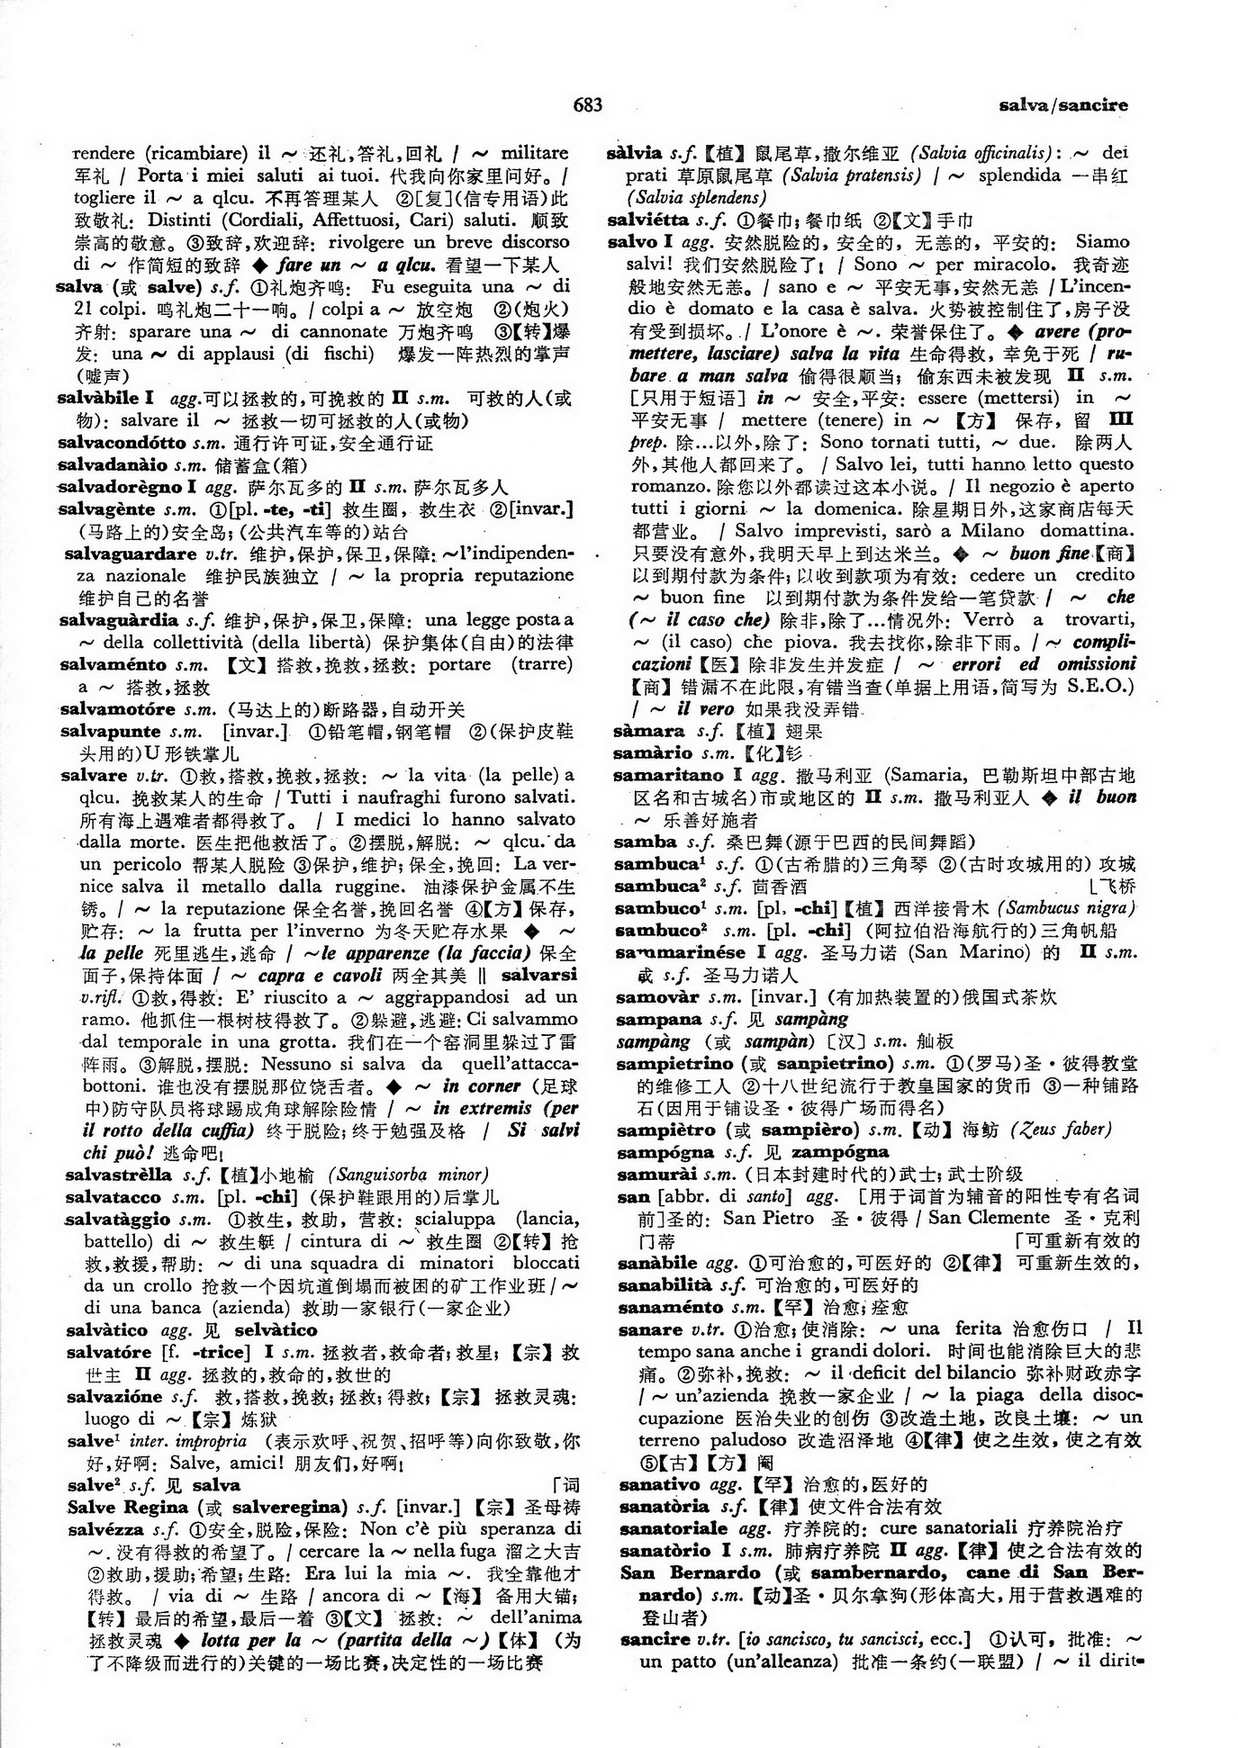 683
salva/sancire
rendere (ricambiare) il ～ 还礼,答礼,回礼 / ～ militare
军礼 / Porta i miei saluti ai tuoi. 代我向你家里问好。/
togliere il ～ a qlcu. 不再答理某人 ②[复](信专用语)此
致敬礼: Distinti (Cordiali, Affettuosi, Cari) saluti. 顺致
崇高的敬意。③致辞,欢迎辞: rivolgere un breve discorso
di ～ 作简短的致辞 ◆ fare un ～ a qlcu. 看望一下某人
salva (或 salve) s.f. ①礼炮齐鸣: Fu eseguita una ～ di
21 colpi. 鸣礼炮二十一响。/ colpi a ～ 放空炮 ②(炮火)
齐射: sparare una ～ di cannonate 万炮齐鸣 ③【转】爆
发: una ～ di applausi (di fischi) 爆发一阵热烈的掌声
(嘘声)
salvàbile I agg.可以拯救的,可挽救的 II s.m. 可救的人(或
物): salvare il ～ 拯救一切可拯救的人(或物)
salvacondótto s.m. 通行许可证,安全通行证
salvadanàio s.m. 储蓄盒(箱)
salvadorègno I agg. 萨尔瓦多的 II s.m. 萨尔瓦多人
salvagènte s.m. ①[pl. -te, -ti] 救生圈, 救生衣 ②[invar.]
(马路上的)安全岛; (公共汽车等的)站台
salvaguardare v.tr. 维护,保护,保卫,保障: ～l'indipenden-
za nazionale 维护民族独立 / ～ la propria reputazione
维护自己的名誉
salvaguàrdia s.f. 维护,保护,保卫,保障: una legge posta a
～ della collettività (della libertà) 保护集体(自由)的法律
salvaménto s.m. 【文】搭救,挽救,拯救: portare (trarre)
a ～ 搭救,拯救
salvamotóre s.m. (马达上的)断路器,自动开关
salvapunte s.m. [invar.] ①铅笔帽,钢笔帽 ②(保护皮鞋
头用的)U形铁掌儿
salvare v.tr. ①救,搭救,挽救,拯救: ～ la vita (la pelle) a
qlcu. 挽救某人的生命 / Tutti i naufraghi furono salvati.
所有海上遇难者都得救了。 / I medici lo hanno salvato
dalla morte. 医生把他救活了。②摆脱,解脱: ～ qlcu. da
un pericolo 帮某人脱险 ③保护,维护; 保全,挽回: La ver-
nice salva il metallo dalla ruggine. 油漆保护金属不生
锈。/ ～ la reputazione 保全名誉,挽回名誉 ④【方】保存,
贮存: ～ la frutta per l'inverno 为冬天贮存水果 ◆ ～
la pelle 死里逃生,逃命 / ～le apparenze (la faccia) 保全
面子,保持体面 / ～ capra e cavoli 两全其美 ‖ salvarsi
v.rifl. ①救,得救: E' riuscito a ～ aggrappandosi ad un
ramo. 他抓住一根树枝得救了。②躲避,逃避: Ci salvammo
dal temporale in una grotta. 我们在一个窑洞里躲过了雷
阵雨。③解脱,摆脱: Nessuno si salva da quell'attacca-
bottoni. 谁也没有摆脱那位饶舌者。◆ ～ in corner (足球
中)防守队员将球踢成角球解除险情 / ～ in extremis (per
il rotto della cuffia) 终于脱险; 终于勉强及格 / Si salvi
chi può! 逃命吧!
salvastrèlla s.f. 【植】小地榆 (Sanguisorba minor)
salvatacco s.m. [pl. -chi] (保护鞋跟用的)后掌儿
salvatàggio s.m. ①救生, 救助, 营救: scialuppa (lancia,
battello) di ～ 救生艇 / cintura di ～ 救生圈 ②【转】抢
救,救援,帮助: ～ di una squadra di minatori bloccati
da un crollo 抢救一个因坑道倒塌而被困的矿工作业班/ ～
di una banca (azienda) 救助一家银行(一家企业)
salvàtico agg. 见 selvàtico
salvatóre [f. -trice] I s.m. 拯救者,救命者; 救星; 【宗】救
世主 II agg. 拯救的,救命的,救世的
salvazióne s.f. 救,搭救,挽救; 拯救; 得救; 【宗】 拯救灵魂:
luogo di ～ 【宗】炼狱
salve¹ inter. impropria (表示欢呼、祝贺、招呼等)向你致敬,你
好,好啊: Salve, amici! 朋友们,好啊!
salve² s.f. 见 salva 「词
Salve Regina (或 salveregina) s.f. [invar.] 【宗】圣母祷
salvézza s.f. ①安全,脱险,保险: Non c'è più speranza di
～. 没有得救的希望了。/ cercare la ～ nella fuga 溜之大吉
②救助,援助; 希望; 生路: Era lui la mia ～. 我全靠他才
得救。 / via di ～ 生路 / ancora di ～ 【海】 备用大锚;
【转】最后的希望,最后一着 ③【文】 拯救: ～ dell'anima
拯救灵魂 ◆ lotta per la ～ (partita della ～)【体】 (为
了不降级而进行的)关键的一场比赛,决定性的一场比赛
sàlvia s.f.【植】鼠尾草,撒尔维亚 (Salvia officinalis): ～ dei
prati 草原鼠尾草 (Salvia pratensis) / ～ splendida 一串红
(Salvia splendens)
salviétta s.f. ①餐巾; 餐巾纸 ②【文】手巾
salvo I agg. 安然脱险的, 安全的, 无恙的, 平安的: Siamo
salvi! 我们安然脱险了! / Sono ～ per miracolo. 我奇迹
般地安然无恙。/ sano e ～ 平安无事,安然无恙 / L'incen-
dio è domato e la casa è salva. 火势被控制住了,房子没
有受到损坏。/ L'onore è ～. 荣誉保住了。◆ avere (pro-
mettere, lasciare) salva la vita 生命得救, 幸免于死 / ru-
bare a man salva 偷得很顺当; 偷东西未被发现 II s.m.
[只用于短语] in ～ 安全,平安: essere (mettersi) in ～
平安无事 / mettere (tenere) in ～ 【方】 保存, 留 III
prep. 除…以外,除了: Sono tornati tutti, ～ due. 除两人
外,其他人都回来了。 / Salvo lei, tutti hanno letto questo
romanzo. 除您以外都读过这本小说。/ Il negozio è aperto
tutti i giorni ～ la domenica. 除星期日外,这家商店每天
都营业。 / Salvo imprevisti, sarò a Milano domattina.
只要没有意外,我明天早上到达米兰。◆ ～ buon fine【商】
以到期付款为条件; 以收到款项为有效: cedere un credito
～ buon fine 以到期付款为条件发给一笔贷款 / ～ che
(～ il caso che) 除非,除了…情况外: Verrò a trovarti,
～ (il caso) che piova. 我去找你,除非下雨。/ ～ compli-
cazioni【医】除非发生并发症 / ～ errori ed omissioni
【商】错漏不在此限,有错当查(单据上用语,简写为 S.E.O.)
/ ～ il vero 如果我没弄错
sàmara s.f. 【植】翅果
samàrio s.m. 【化】钐
samaritano I agg. 撒马利亚 (Samaria, 巴勒斯坦中部古地
区名和古城名)市或地区的 II s.m. 撒马利亚人 ◆ il buon
～ 乐善好施者
samba s.f. 桑巴舞(源于巴西的民间舞蹈)
sambuca¹ s.f. ①(古希腊的)三角琴 ②(古时攻城用的) 攻城
sambuca² s.f. 茴香酒 ⌊飞桥
sambuco¹ s.m. [pl. -chi]【植】西洋接骨木 (Sambucus nigra)
sambuco² s.m. [pl. -chi] (阿拉伯沿海航行的)三角帆船
sammarinése I agg. 圣马力诺 (San Marino) 的 II s.m.
或 s.f. 圣马力诺人
samovàr s.m. [invar.] (有加热装置的)俄国式茶炊
sampana s.f. 见 sampàng
sampàng (或 sampàn) [汉] s.m. 舢板
sampietrino (或 sanpietrino) s.m. ①(罗马)圣·彼得教堂
的维修工人 ②十八世纪流行于教皇国家的货币 ③一种铺路
石(因用于铺设圣·彼得广场而得名)
sampiètro (或 sampièro) s.m.【动】海鲂 (Zeus faber)
sampógna s.f. 见 zampógna
samurài s.m. (日本封建时代的)武士; 武士阶级
san [abbr. di santo] agg. [用于词首为辅音的阳性专有名词
前]圣的: San Pietro 圣·彼得 / San Clemente 圣·克利
门蒂 「可重新有效的
sanàbile agg. ①可治愈的,可医好的 ②【律】 可重新生效的,
sanabilità s.f. 可治愈的,可医好的
sanaménto s.m.【罕】治愈; 痊愈
sanare v.tr. ①治愈; 使消除: ～ una ferita 治愈伤口 / Il
tempo sana anche i grandi dolori. 时间也能消除巨大的悲
痛。②弥补,挽救: ～ il deficit del bilancio 弥补财政赤字
/ ～ un'azienda 挽救一家企业 / ～ la piaga della disoc-
cupazione 医治失业的创伤 ③改造土地, 改良土壤: ～ un
terreno paludoso 改造沼泽地 ④【律】使之生效,使之有效
⑤【古】【方】阉
sanativo agg. 【罕】治愈的,医好的
sanatòria s.f. 【律】使文件合法有效
sanatoriale agg. 疗养院的: cure sanatoriali 疗养院治疗
sanatòrio I s.m. 肺病疗养院 II agg.【律】使之合法有效的
San Bernardo (或 sambernardo, cane di San Ber-
nardo) s.m. 【动】圣·贝尔拿狗(形体高大,用于营救遇难的
登山者)
sancire v.tr. [io sancisco, tu sancisci, ecc.] ①认可, 批准: ～
un patto (un'alleanza) 批准一条约(一联盟) / ～ il dirit-